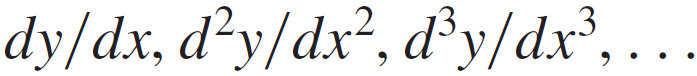 dy/dx, d²y/dx², d³y/dx³, . . .